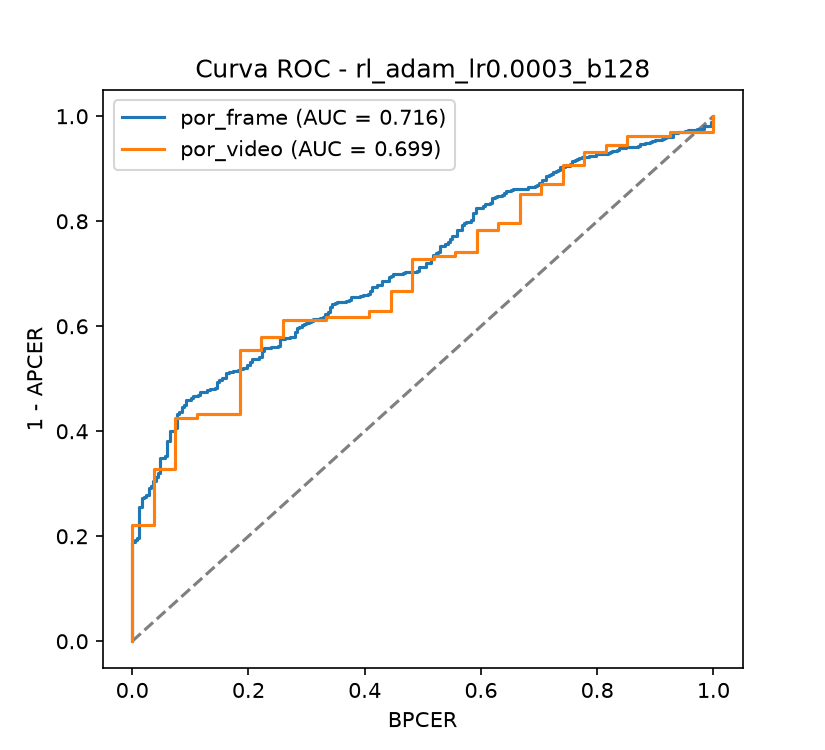 Curva ROC - rl_adam_lr0.0003_b128
por_frame (AUC = 0.716)
por_video (AUC = 0.699)
1.0
0.8
0.6
0.4
0.2
0.0
1 - APCER
0.0 0.2 0.4 0.6 0.8 1.0
BPCER